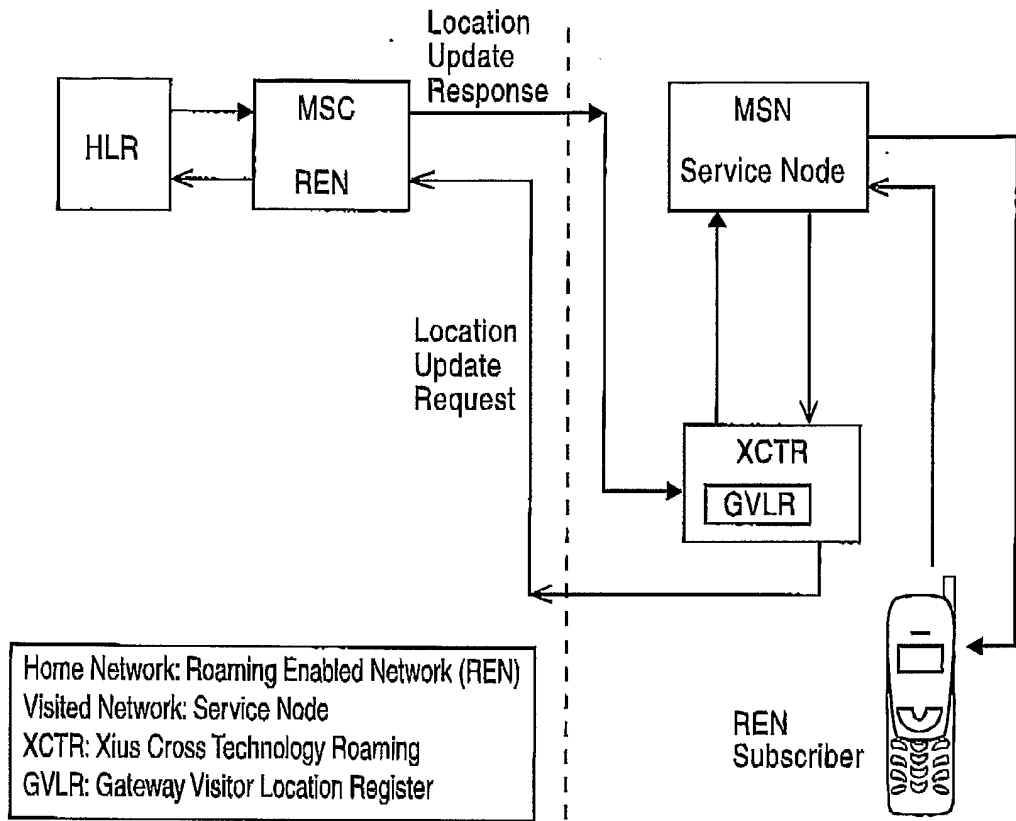 Location
Update
Response
HLR
MSC
REN
MSN
Service Node
Location
Update
Request
XCTR
GVLR
Home Network: Roaming Enabled Network (REN)
Visited Network: Service Node
XCTR: Xius Cross Technology Roaming
GVLR: Gateway Visitor Location Register
REN
Subscriber